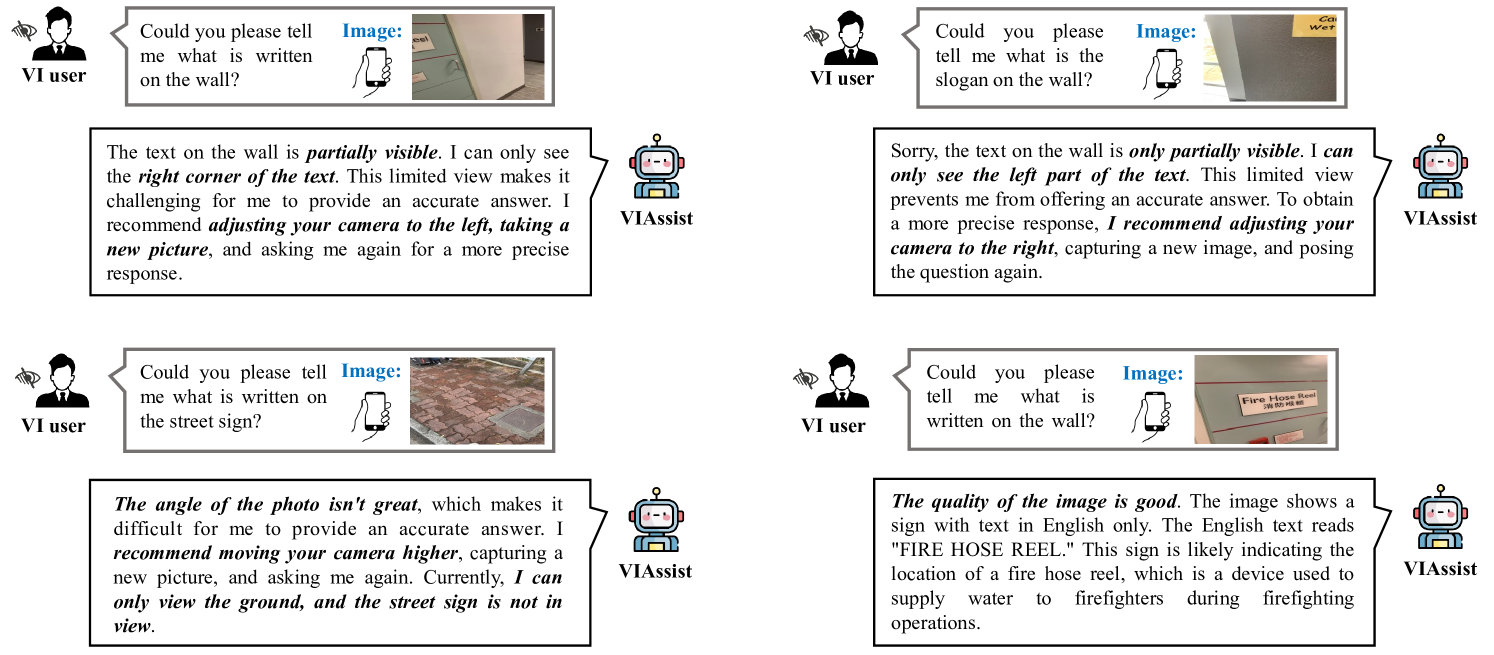 Could you please tell
me what is written
on the wall?
Image:
eel
VI user
The text on the wall is partially visible. I can only see
the right corner of the text. This limited view makes it
challenging for me to provide an accurate answer. I
recommend adjusting your camera to the left, taking a
new picture, and asking me again for a more precise
response.
VIAssist
Could you please
tell me what is the
slogan on the wall?
Image:
Ca
Wet
VI user
Sorry, the text on the wall is only partially visible. I can
only see the left part of the text. This limited view
prevents me from offering an accurate answer. To obtain
a more precise response, I recommend adjusting your
camera to the right, capturing a new image, and posing
the question again.
VIAssist
Could you please tell
me what is written on
the street sign?
Image:
VI user
The angle of the photo isn't great, which makes it
difficult for me to provide an accurate answer. I
recommend moving your camera higher, capturing a
new picture, and asking me again. Currently, I can
only view the ground, and the street sign is not in
view.
VIAssist
Could you please
tell me what is
written on the wall?
Image:
Fire Hose Reel
消防喉轆
VI user
The quality of the image is good. The image shows a
sign with text in English only. The English text reads
"FIRE HOSE REEL." This sign is likely indicating the
location of a fire hose reel, which is a device used to
supply water to firefighters during firefighting
operations.
VIAssist